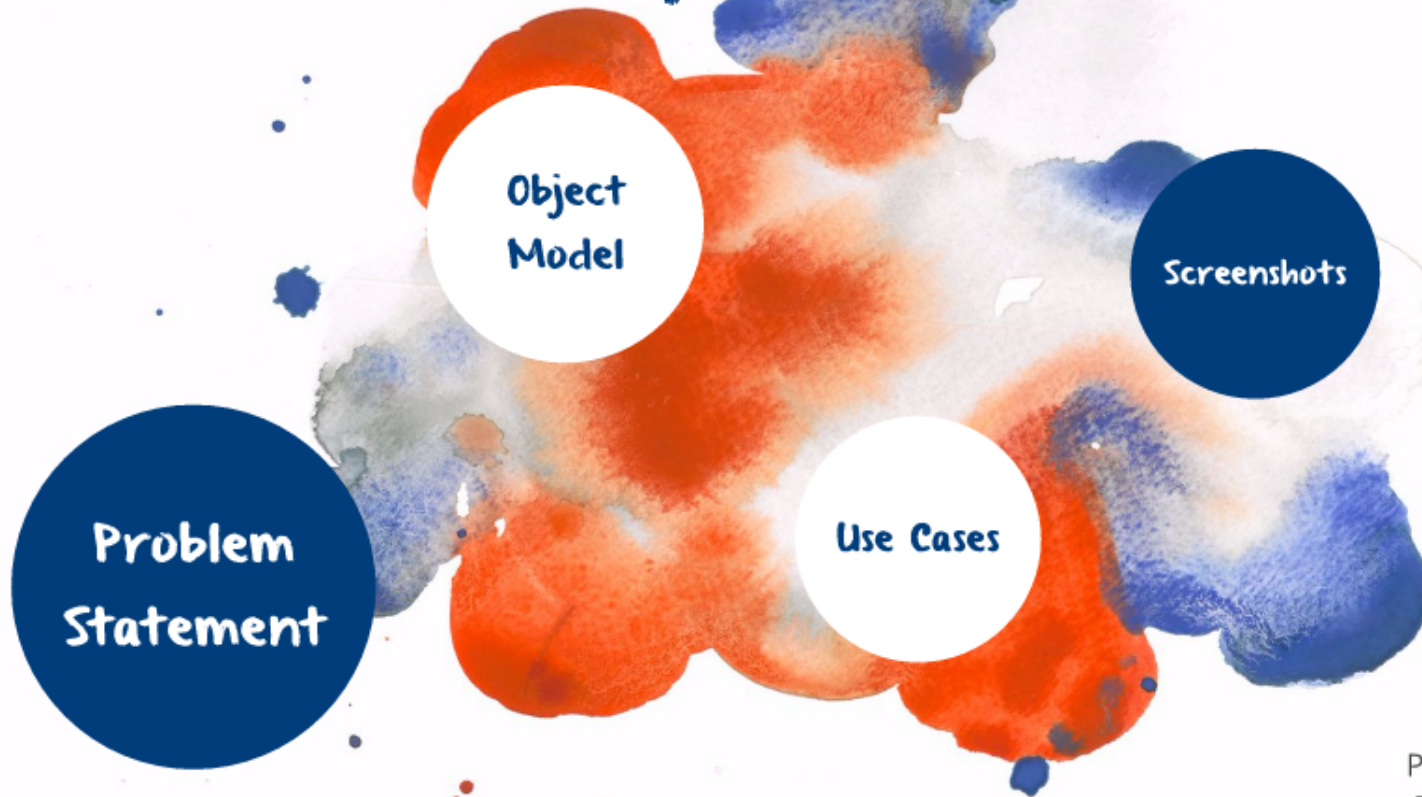 Object
Model
Screenshots
Use Cases
Problem
Statement
P